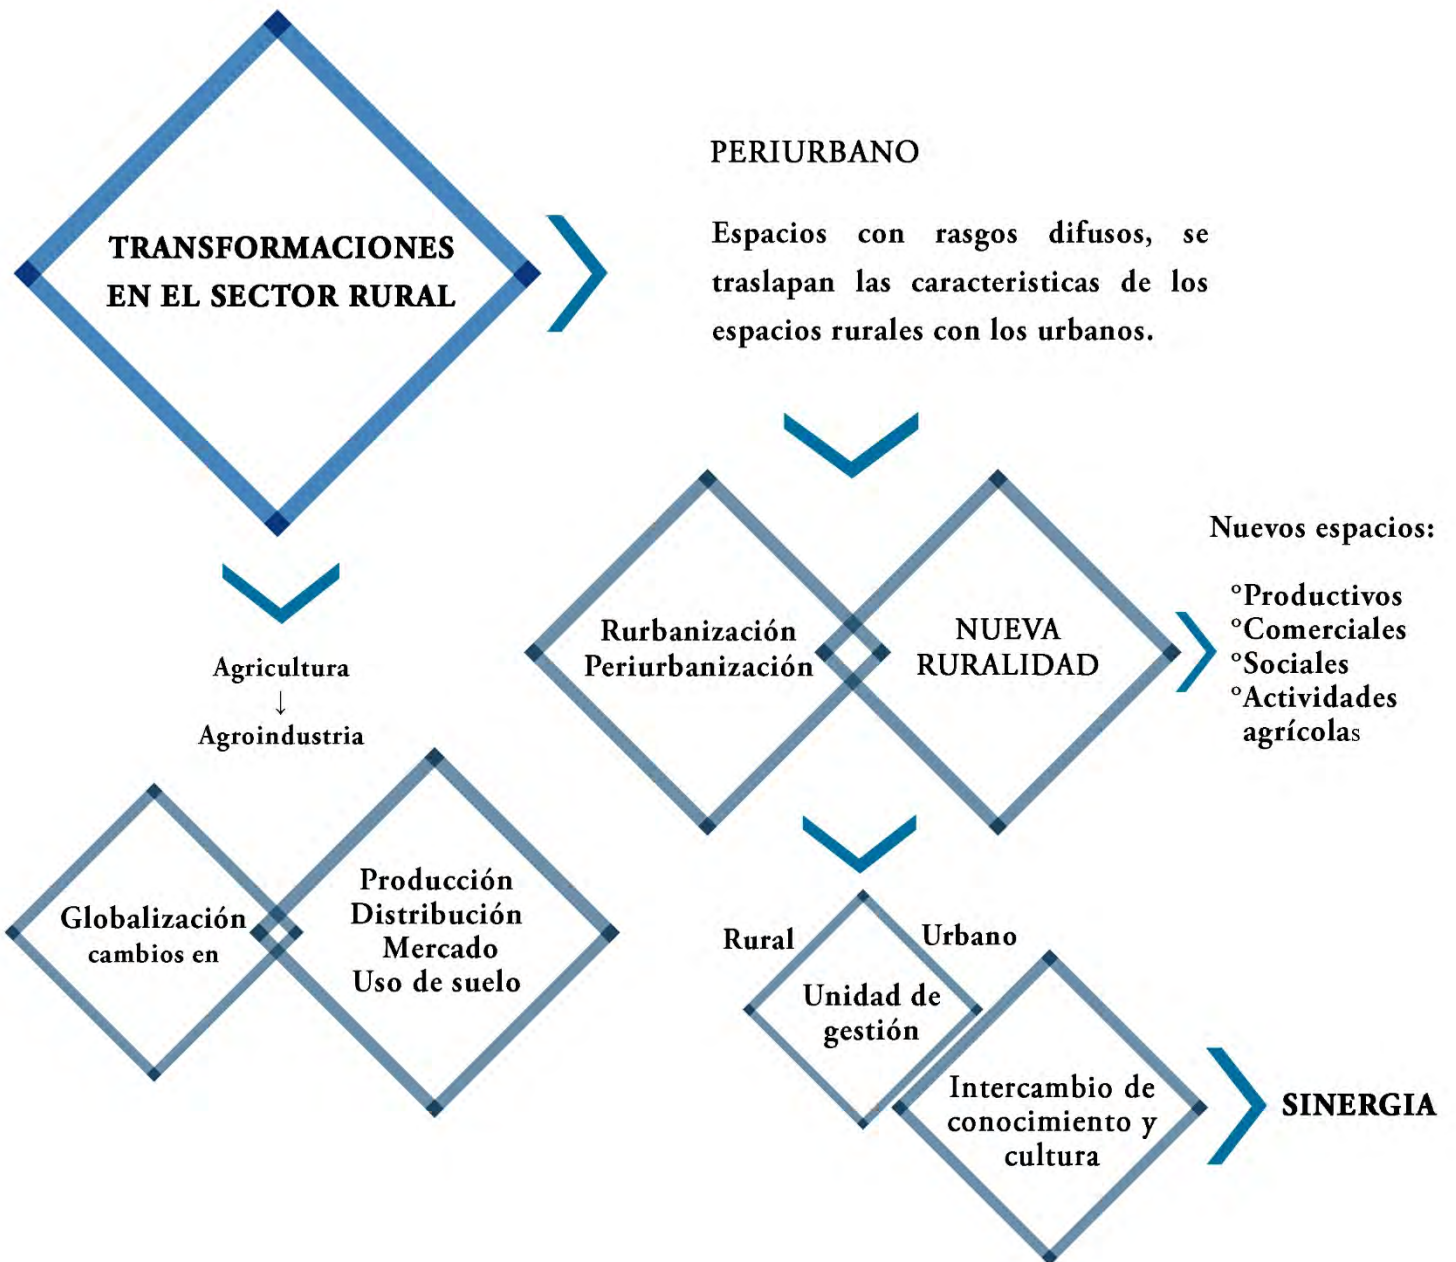 TRANSFORMACIONES
EN EL SECTOR RURAL
PERIURBANO
Espacios con rasgos difusos, se
traslapan las caracteristicas de los
espacios rurales con los urbanos.
Agricultura
↓
Agroindustria
Globalización
cambios en
Producción
Distribución
Mercado
Uso de suelo
Rurbanización
Periurbanización
NUEVA
RURALIDAD
Nuevos espacios:
°Productivos
°Comerciales
°Sociales
°Actividades
agrícolas
Rural
Urbano
Unidad de
gestión
Intercambio de
conocimiento y
cultura
SINERGIA